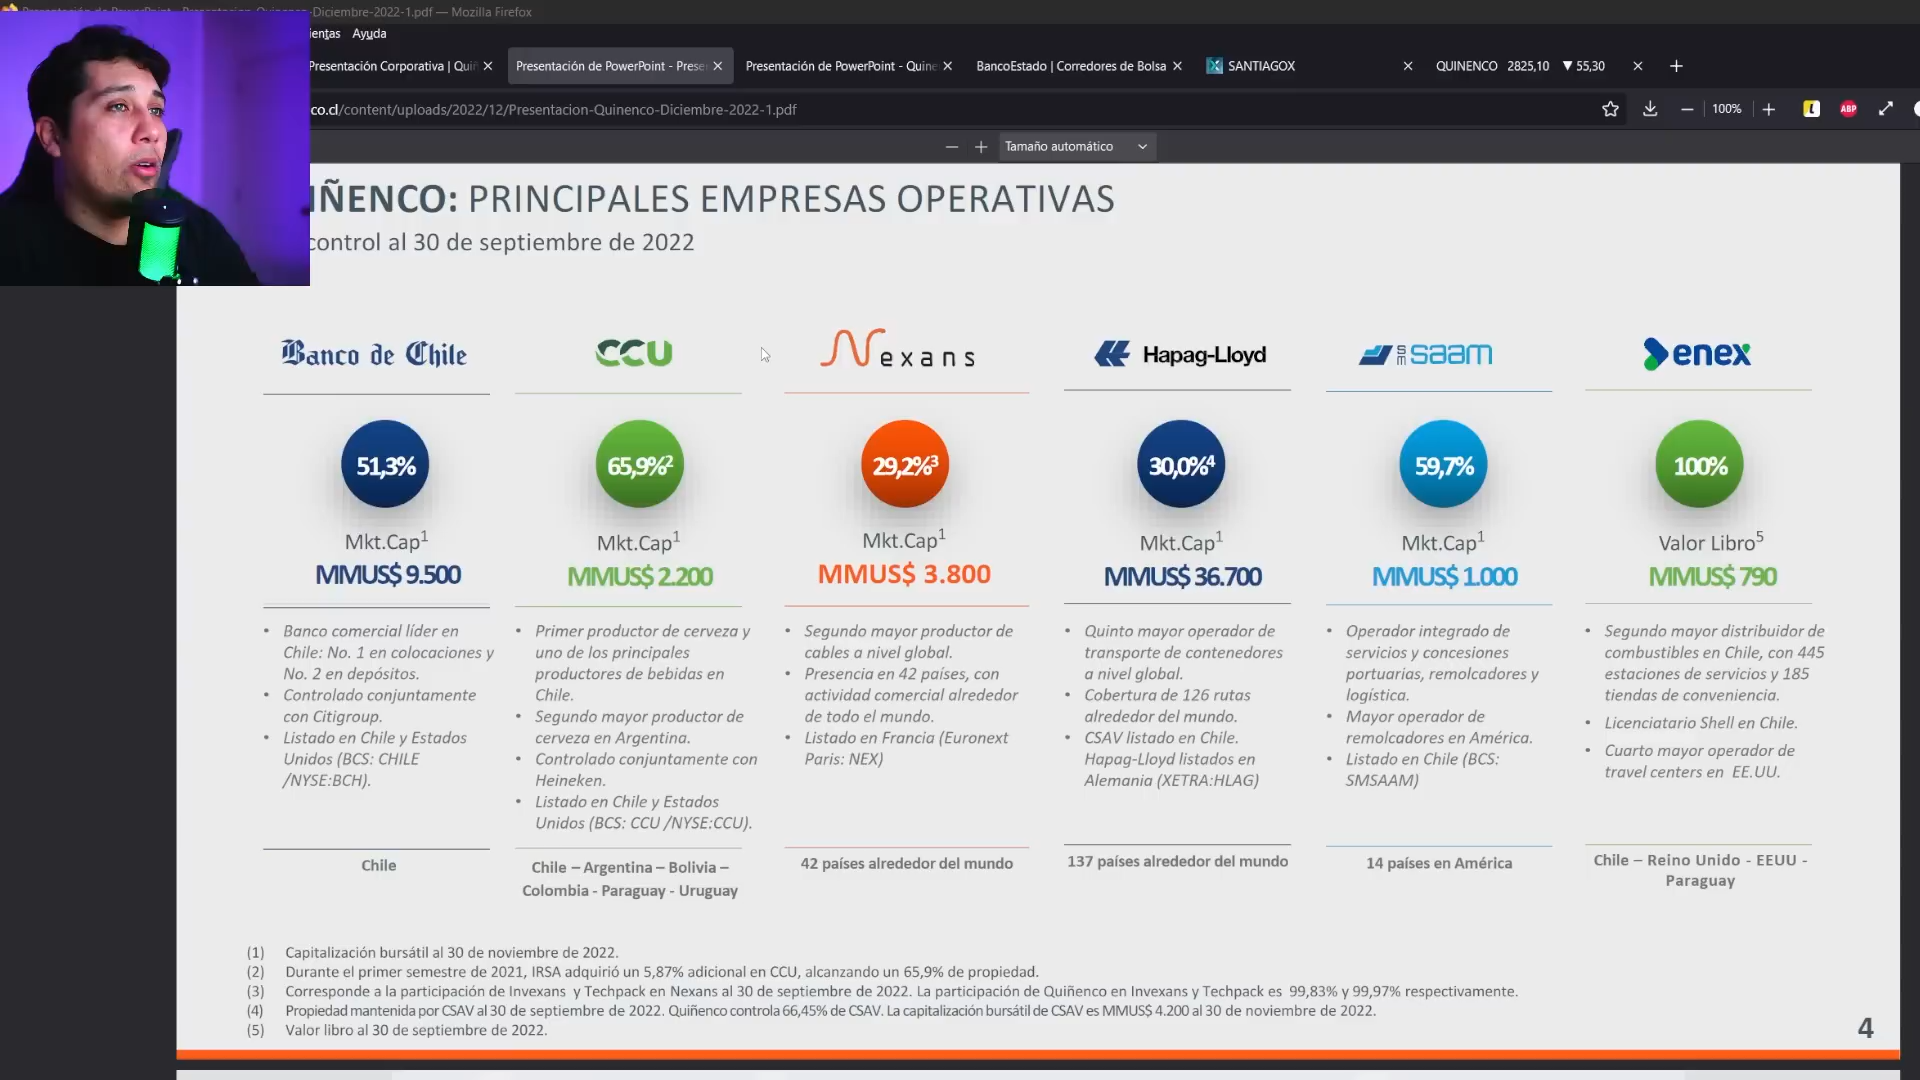 -Diciembre-2022-1.pdf — Mozilla Firefox
ientas Ayuda
Presentación Corporativa | Quiñ
Presentación de PowerPoint - Prese
Presentación de PowerPoint - Quine
BancoEstado | Corredores de Bolsa
SANTIAGOX
QUINENCO 2825,10 ▼ 55,30
co.cl/content/uploads/2022/12/Presentacion-Quinenco-Diciembre-2022-1.pdf
100%
ABP
Tamaño automático
IÑENCO: PRINCIPALES EMPRESAS OPERATIVAS
control al 30 de septiembre de 2022
Banco de Chile
51,3%
Mkt.Cap1
MMUS$ 9.500
• Banco comercial líder en
Chile: No. 1 en colocaciones y
No. 2 en depósitos.
• Controlado conjuntamente
con Citigroup.
• Listado en Chile y Estados
Unidos (BCS: CHILE
/NYSE:BCH).
Chile
CCU
65,9%2
Mkt.Cap1
MMUS$ 2.200
• Primer productor de cerveza y
uno de los principales
productores de bebidas en
Chile.
• Segundo mayor productor de
cerveza en Argentina.
• Controlado conjuntamente con
Heineken.
• Listado en Chile y Estados
Unidos (BCS: CCU /NYSE:CCU).
Chile – Argentina – Bolivia –
Colombia - Paraguay - Uruguay
Nexans
29,2%3
Mkt.Cap1
MMUS$ 3.800
• Segundo mayor productor de
cables a nivel global.
• Presencia en 42 países, con
actividad comercial alrededor
de todo el mundo.
• Listado en Francia (Euronext
Paris: NEX)
42 países alrededor del mundo
Hapag-Lloyd
30,0%4
Mkt.Cap1
MMUS$ 36.700
• Quinto mayor operador de
transporte de contenedores
a nivel global.
• Cobertura de 126 rutas
alrededor del mundo.
• CSAV listado en Chile.
Hapag-Lloyd listados en
Alemania (XETRA:HLAG)
137 países alrededor del mundo
SM saam
59,7%
Mkt.Cap1
MMUS$ 1.000
• Operador integrado de
servicios y concesiones
portuarias, remolcadores y
logística.
• Mayor operador de
remolcadores en América.
• Listado en Chile (BCS:
SMSAAM)
14 países en América
enex
100%
Valor Libro5
MMUS$ 790
• Segundo mayor distribuidor de
combustibles en Chile, con 445
estaciones de servicios y 185
tiendas de conveniencia.
• Licenciatario Shell en Chile.
• Cuarto mayor operador de
travel centers en EE.UU.
Chile – Reino Unido - EEUU -
Paraguay
(1) Capitalización bursátil al 30 de noviembre de 2022.
(2) Durante el primer semestre de 2021, IRSA adquirió un 5,87% adicional en CCU, alcanzando un 65,9% de propiedad.
(3) Corresponde a la participación de Invexans y Techpack en Nexans al 30 de septiembre de 2022. La participación de Quiñenco en Invexans y Techpack es 99,83% y 99,97% respectivamente.
(4) Propiedad mantenida por CSAV al 30 de septiembre de 2022. Quiñenco controla 66,45% de CSAV. La capitalización bursátil de CSAV es MMUS$ 4.200 al 30 de noviembre de 2022.
(5) Valor libro al 30 de septiembre de 2022.
4